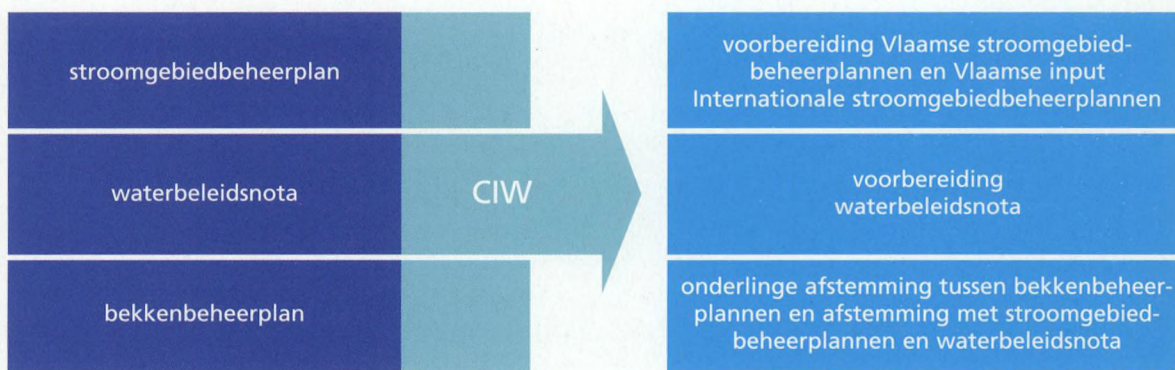 stroomgebiedbeheerplan
voorbereiding Vlaamse stroomgebied-
beheerplannen en Vlaamse input
Internationale stroomgebiedbeheerplannen
waterbeleidsnota
CIW
voorbereiding
waterbeleidsnota
bekkenbeheerplan
onderlinge afstemming tussen bekkenbeheer-
plannen en afstemming met stroomgebied-
beheerplannen en waterbeleidsnota